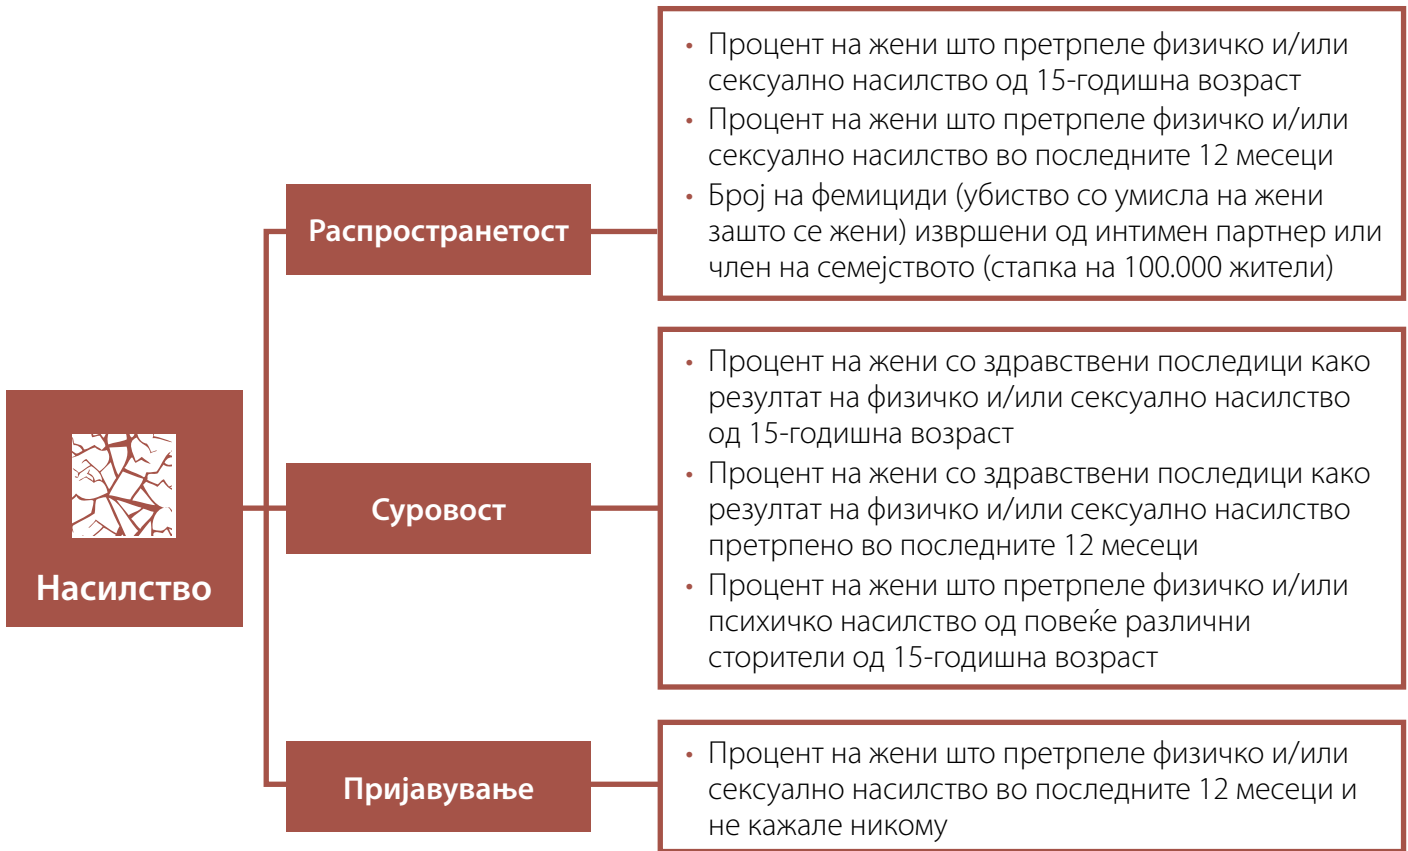 Насилство
Распространетост
• Процент на жени што претрпеле физичко и/или
сексуално насилство од 15-годишна возраст
• Процент на жени што претрпеле физичко и/или
сексуално насилство во последните 12 месеци
• Број на фемициди (убиство со умисла на жени
зашто се жени) извршени од интимен партнер или
член на семејството (стапка на 100.000 жители)
Суровост
• Процент на жени со здравствени последици како
резултат на физичко и/или сексуално насилство
од 15-годишна возраст
• Процент на жени со здравствени последици како
резултат на физичко и/или сексуално насилство
претрпено во последните 12 месеци
• Процент на жени што претрпеле физичко и/или
психичко насилство од повеќе различни
сторители од 15-годишна возраст
Пријавување
• Процент на жени што претрпеле физичко и/или
сексуално насилство во последните 12 месеци и
не кажале никому